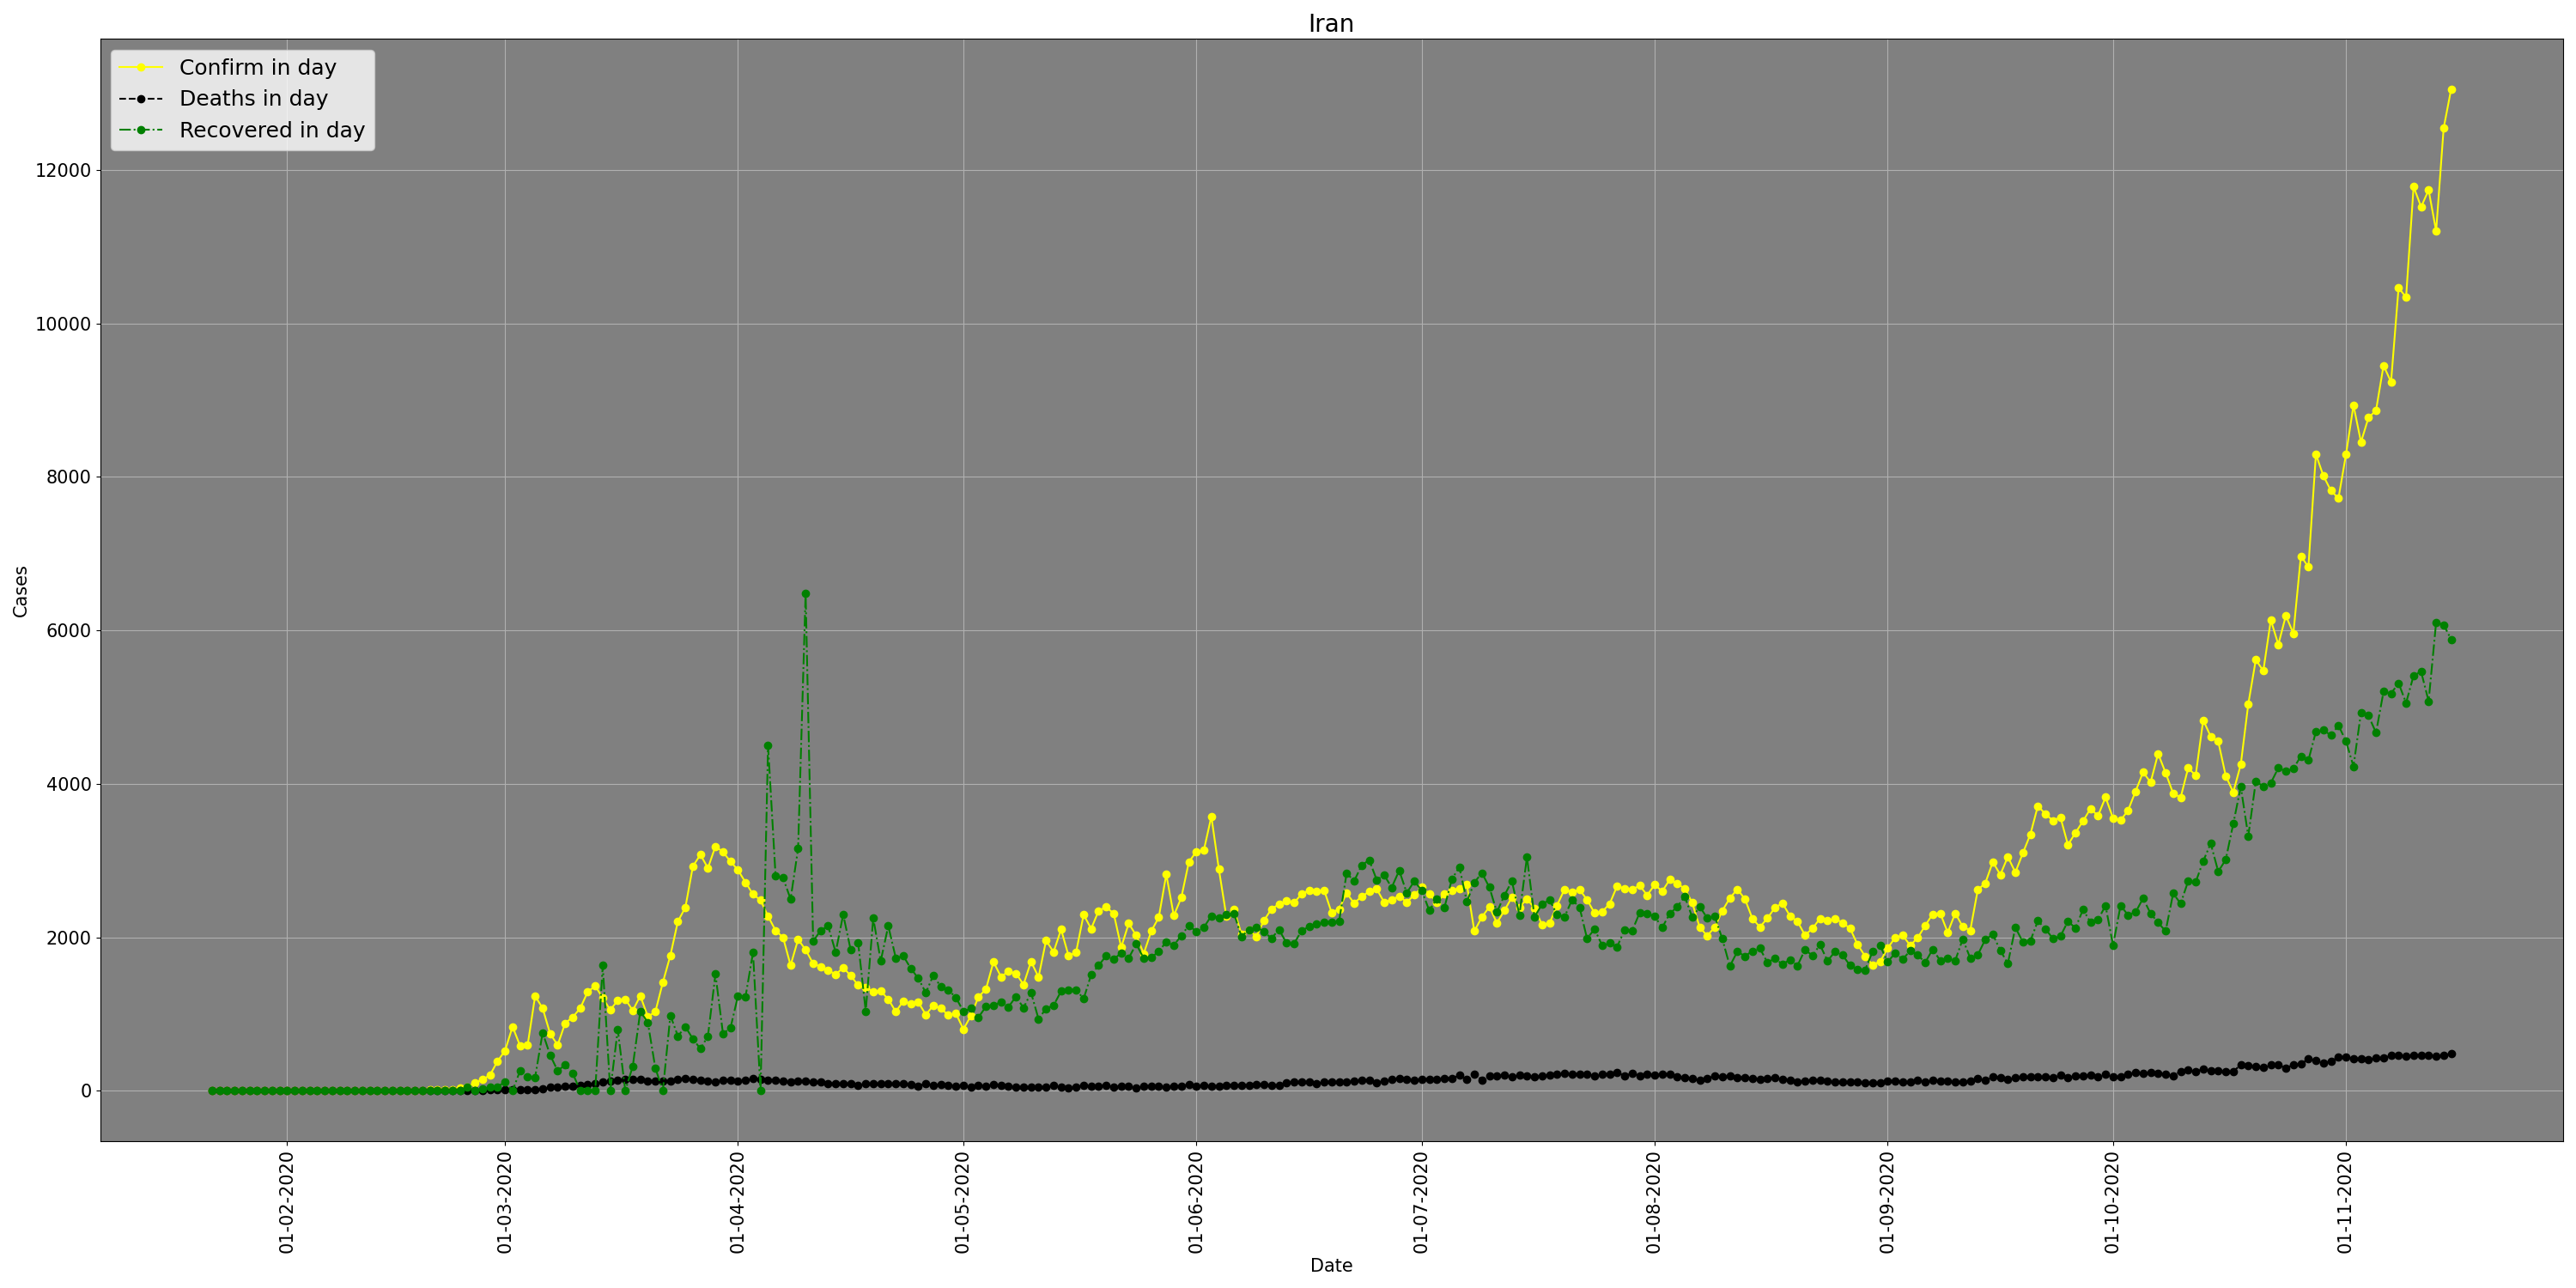 Iran
Confirm in day
Deaths in day
Recovered in day
12000
10000
8000
6000
4000
2000
0
Cases
01-02-2020
01-03-2020
01-04-2020
01-05-2020
01-06-2020
01-07-2020
01-08-2020
01-09-2020
01-10-2020
01-11-2020
Date